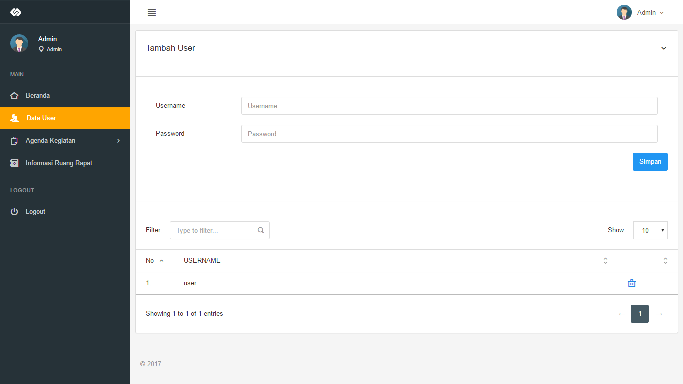 Admin
Admin
Admin
MAIN
Beranda
Data User
Agenda Kegiatan
Informasi Ruang Rapat
LOGOUT
Logout
Tambah User
Username
Username
Password
Password
Simpan
Filter
Type to filter...
Show
10
No
USERNAME
1
user
Showing 1 to 1 of 1 entries
1
© 2017